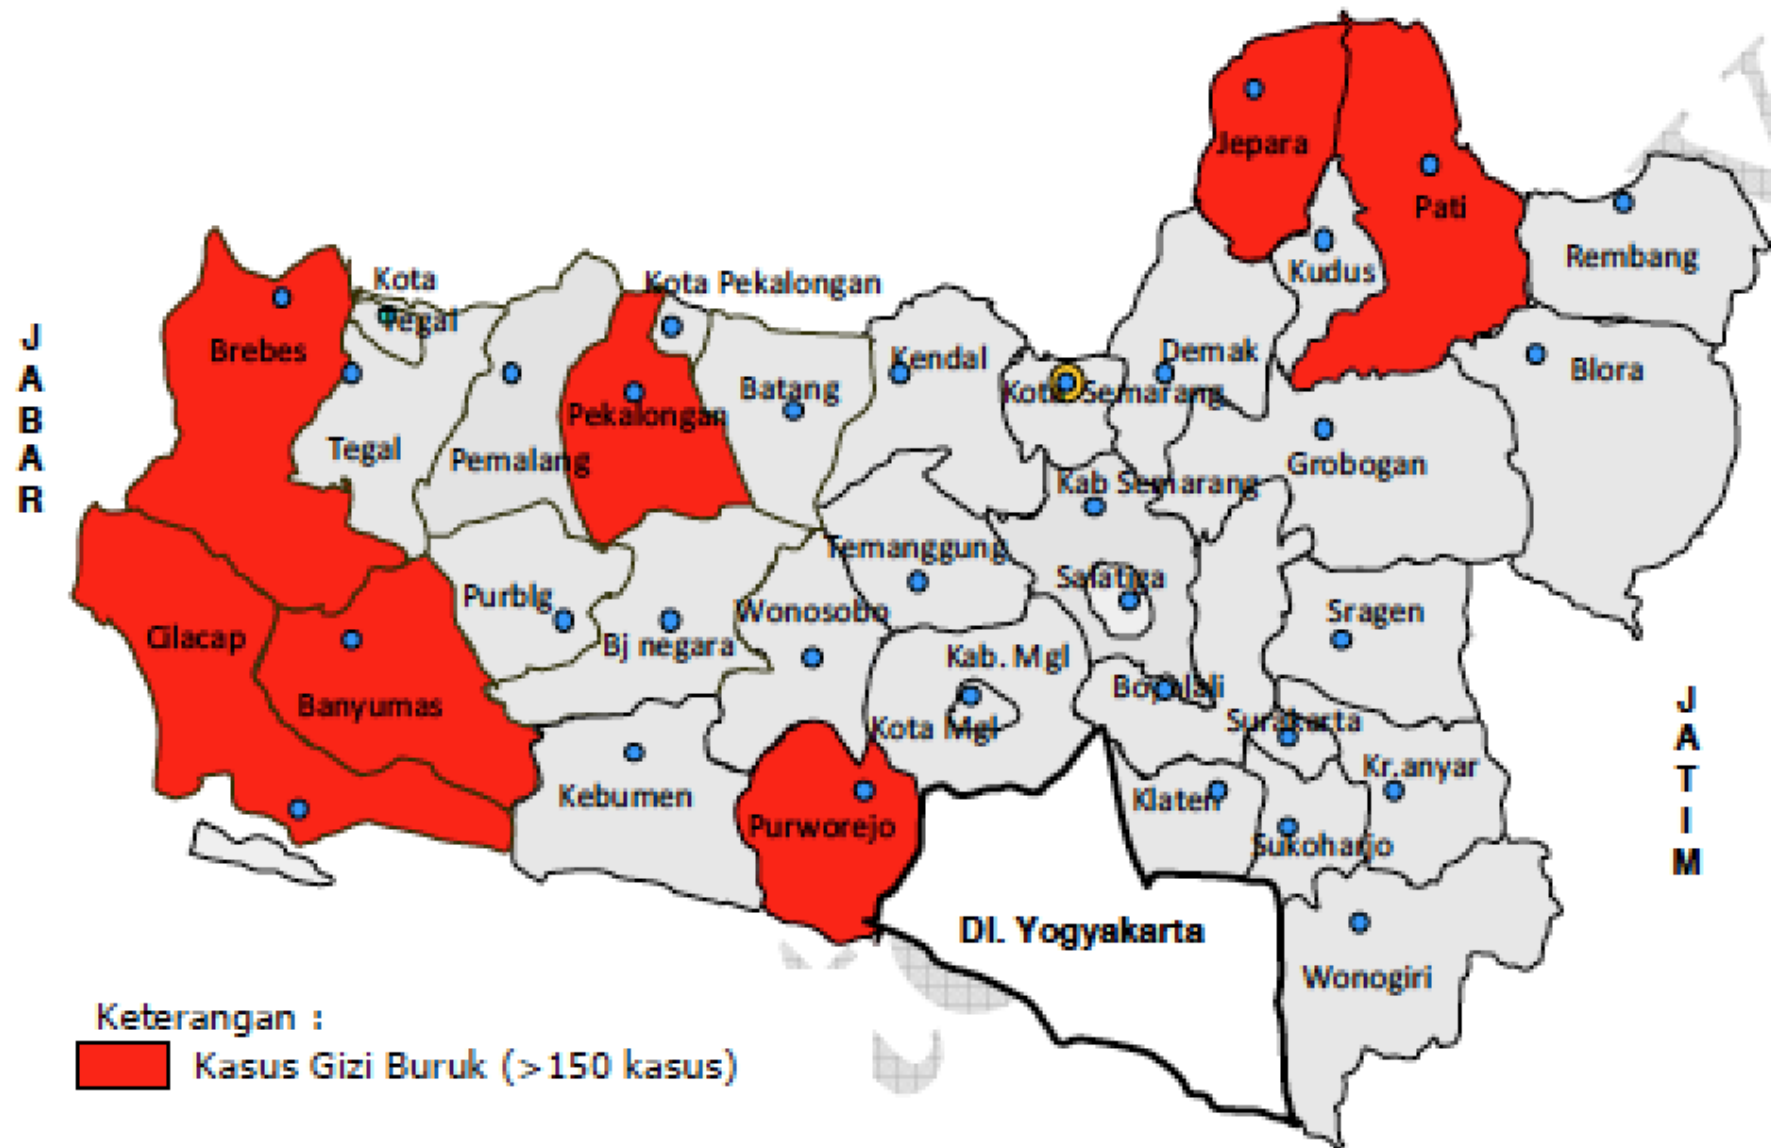 Jepara
Pati
Rembang
Kudus
Kota
Tegal
Kota Pekalongan
Brebes
Kendal
Demak
Blora
Batang
Kota Semarang
Pekalongan
Tegal
Pemalang
Grobogan
Kab Semarang
Temanggung
Salatiga
Purblg
Wonosobo
Sragen
Cilacap
Bj negara
Kab. Mgl
Boyolali
Banyumas
Kota Mgl
Surakarta
Kr.anyar
Kebumen
Klaten
Purworejo
Sukoharjo
DI. Yogyakarta
Wonogiri
J
A
B
A
R
J
A
T
I
M
Keterangan :
Kasus Gizi Buruk (>150 kasus)